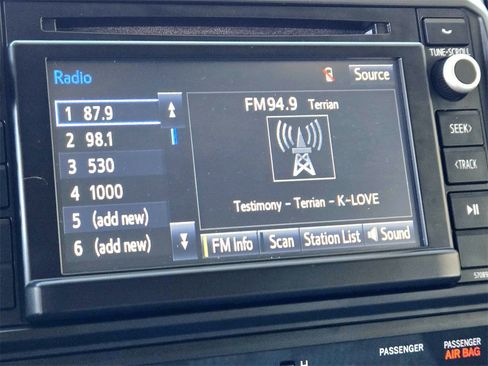 TUNE•SCROLL
Radio
Source
1 87.9
FM94.9 Terrian
2 98.1
SEEK>
3 530
<TRACK
4 1000
Testimony - Terrian - K-LOVE
5 (add new)
6 (add new)
FM Info
Scan
Station List
Sound
PASSENGER
PASSENGER
AIR BAG
H